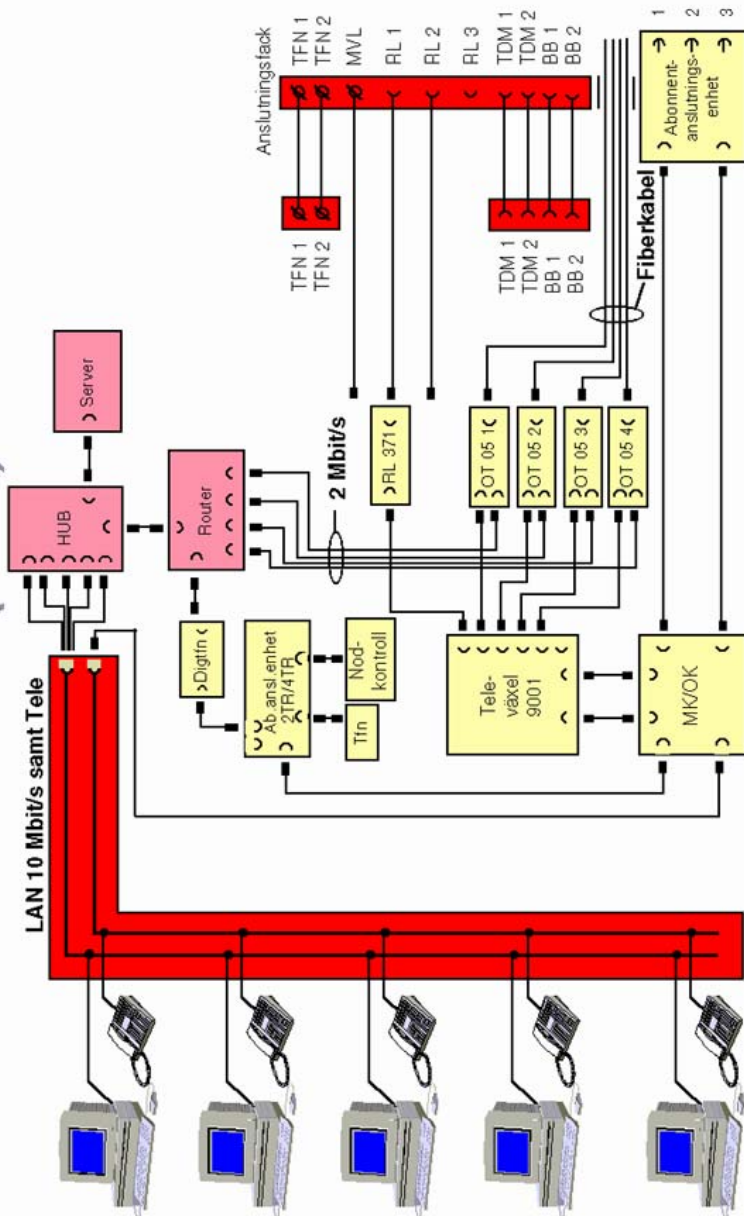 LAN 10 Mbit/s samt Tele
HUB
Server
Router
Digtfn
Ab.ansl.enhet
2TR/4TR
Tfn
Nod-
kontroll
2 Mbit/s
RL 371
Tele-
växel
9001
OT 05 1
OT 05 2
OT 05 3
OT 05 4
MK/OK
TFN 1
TFN 2
TDM 1
TDM 2
BB 1
BB 2
Fiberkabel
Anslutningsfack
TFN 1
TFN 2
MVL
RL 1
RL 2
RL 3
TDM 1
TDM 2
BB 1
BB 2
Abonnent-
anslutnings-
enhet
1
2
3